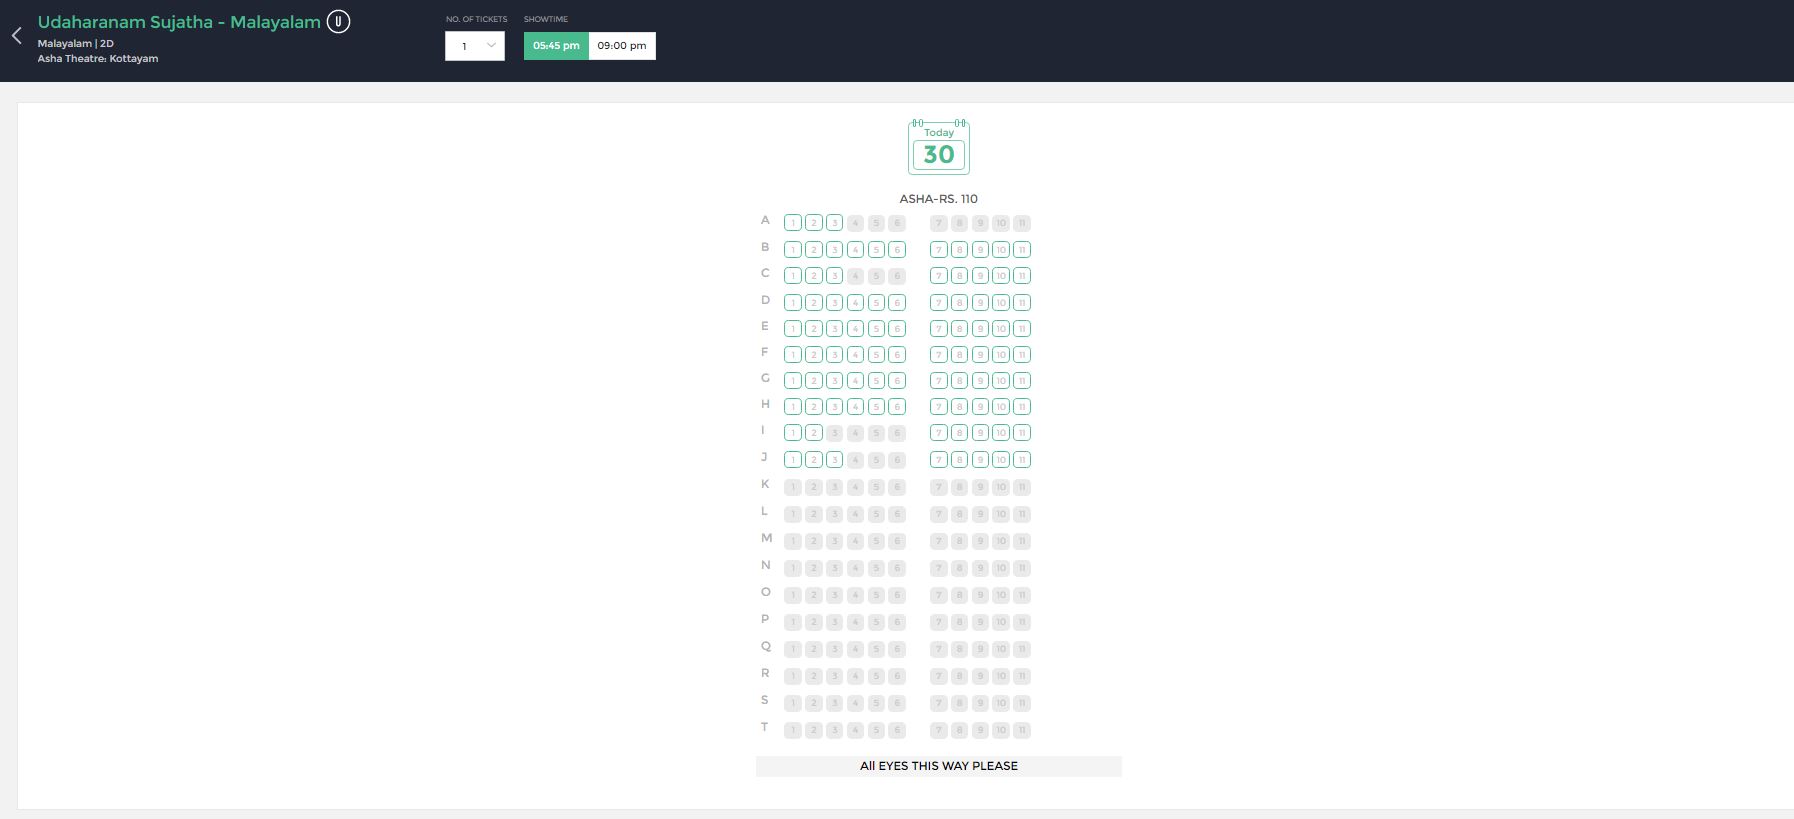 Udaharanam Sujatha - Malayalam U
Malayalam | 2D
Asha Theatre: Kottayam
NO. OF TICKETS SHOWTIME
1 05:45 pm 09:00 pm
Today
30
ASHA-RS. 110
A 1 2 3 4 5 6 7 8 9 10 11
B 1 2 3 4 5 6 7 8 9 10 11
C 1 2 3 4 5 6 7 8 9 10 11
D 1 2 3 4 5 6 7 8 9 10 11
E 1 2 3 4 5 6 7 8 9 10 11
F 1 2 3 4 5 6 7 8 9 10 11
G 1 2 3 4 5 6 7 8 9 10 11
H 1 2 3 4 5 6 7 8 9 10 11
I 1 2 3 4 5 6 7 8 9 10 11
J 1 2 3 4 5 6 7 8 9 10 11
K 1 2 3 4 5 6 7 8 9 10 11
L 1 2 3 4 5 6 7 8 9 10 11
M 1 2 3 4 5 6 7 8 9 10 11
N 1 2 3 4 5 6 7 8 9 10 11
O 1 2 3 4 5 6 7 8 9 10 11
P 1 2 3 4 5 6 7 8 9 10 11
Q 1 2 3 4 5 6 7 8 9 10 11
R 1 2 3 4 5 6 7 8 9 10 11
S 1 2 3 4 5 6 7 8 9 10 11
T 1 2 3 4 5 6 7 8 9 10 11
All EYES THIS WAY PLEASE